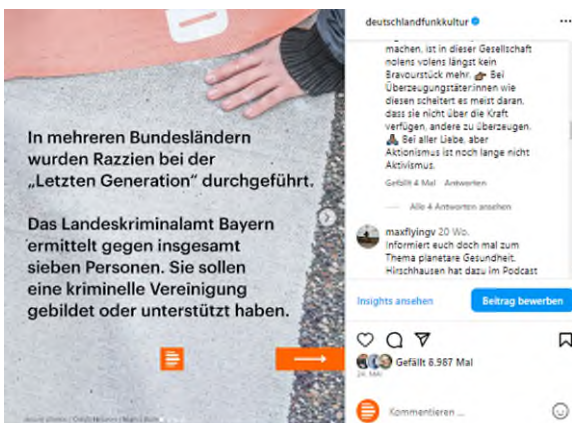 In mehreren Bundesländern
wurden Razzien bei der
„Letzten Generation“ durchgeführt.
Das Landeskriminalamt Bayern
ermittelt gegen insgesamt
sieben Personen. Sie sollen
eine kriminelle Vereinigung
gebildet oder unterstützt haben.
deutschlandfunkkultur
machen, ist in dieser Gesellschaft
nolens volens längst kein
Bravourstück mehr. Bei
Überzeugungstäter:innen wie
diesen scheitert es meist daran,
dass sie nicht über die Kraft
verfügen, andere zu überzeugen.
Bei aller Liebe, aber
Aktionismus ist noch lange nicht
Aktivismus.
Gefällt 4 Mal Antworten
Alle 4 Antworten ansehen
maxflyingv 20 Wo.
Informiert euch doch mal zum
Thema planetare Gesundheit.
Hirschhausen hat dazu im Podcast
Insights ansehen
Beitrag bewerben
Gefällt 8.987 Mal
24. MAI
Kommentieren ...